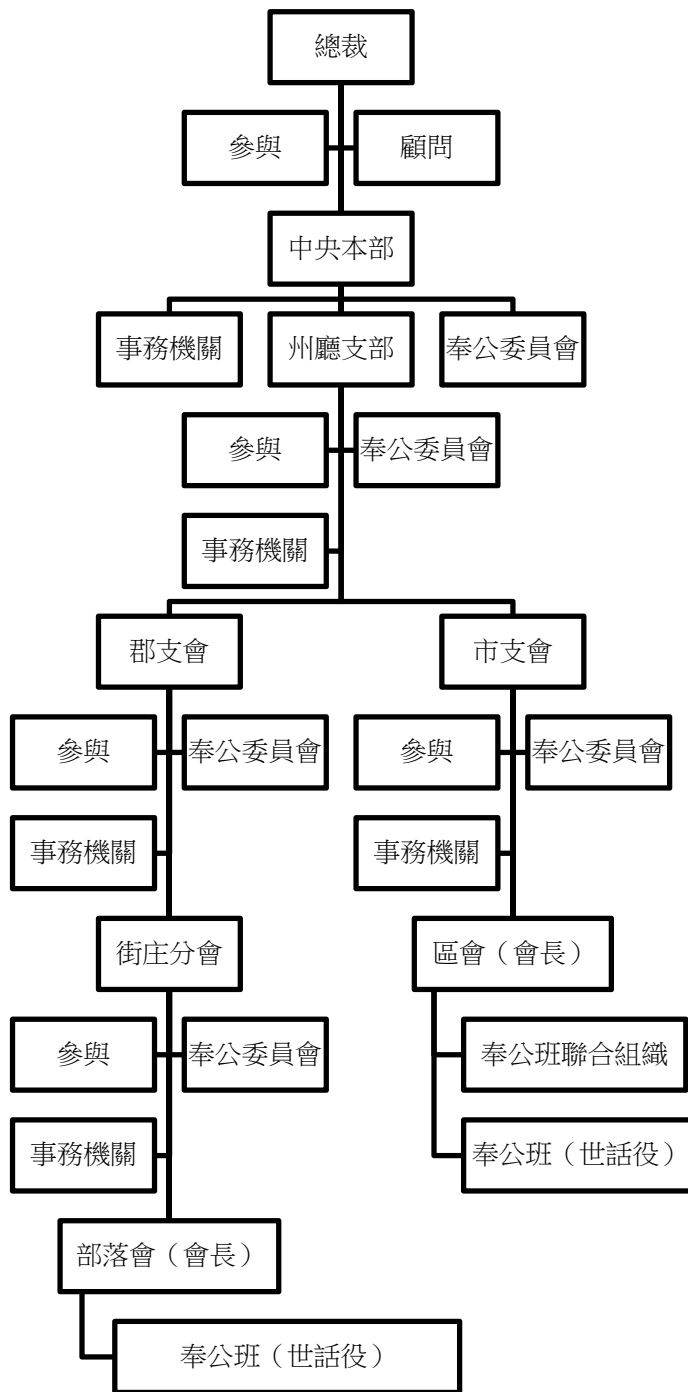 總裁
參與
顧問
中央本部
事務機關
州廳支部
奉公委員會
參與
奉公委員會
事務機關
郡支會
市支會
參與
奉公委員會
參與
奉公委員會
事務機關
事務機關
街庄分會
區會（會長）
參與
奉公委員會
奉公班聯合組織
事務機關
奉公班（世話役）
部落會（會長）
奉公班（世話役）